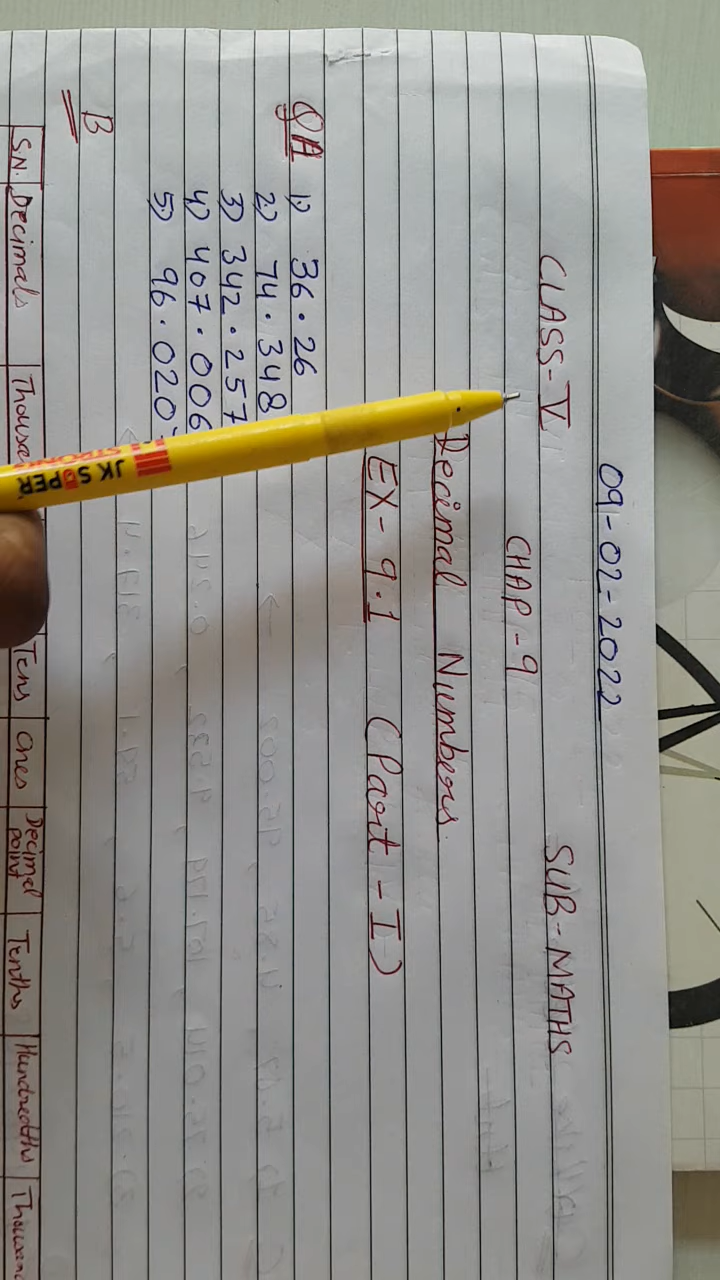 09-02-2022
CLASS-V SUB-MATHS
CHAP-9
Decimal Numbers.
EX-9.1 (Part-I)
QA 1) 36.26
2) 74.348
3) 342.257
4) 407.006
5) 96.020
B
S.N. Decimals Tens Ones Decimal point Tenths Hundredths
JK SUPER